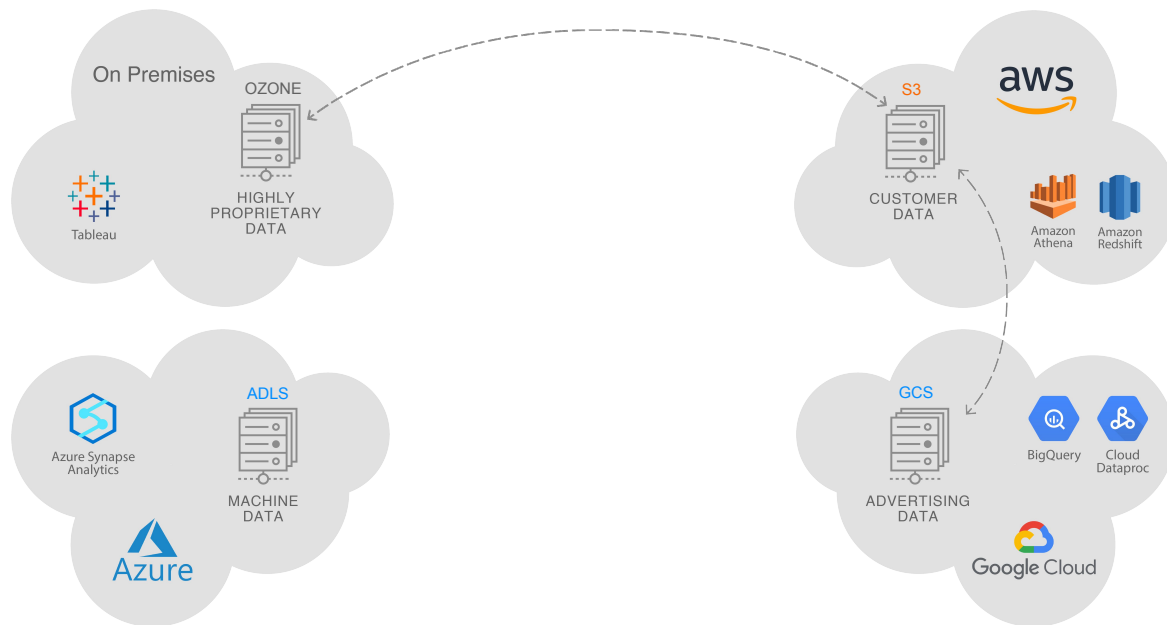 On Premises
OZONE
HIGHLY
PROPRIETARY
DATA
Tableau
S3
CUSTOMER
DATA
aws
Amazon
Athena
Amazon
Redshift
ADLS
MACHINE
DATA
Azure Synapse
Analytics
Azure
GCS
ADVERTISING
DATA
BigQuery
Cloud
Dataproc
Google Cloud